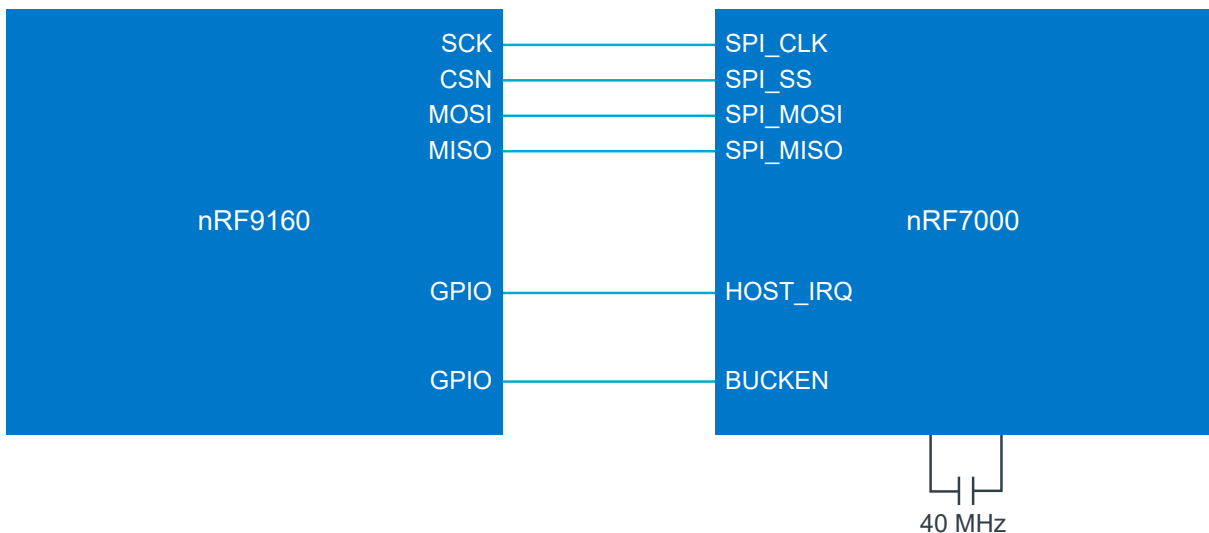 SCK SPI_CLK
CSN SPI_SS
MOSI SPI_MOSI
MISO SPI_MISO
nRF9160 nRF7000
GPIO HOST_IRQ
GPIO BUCKEN
40 MHz